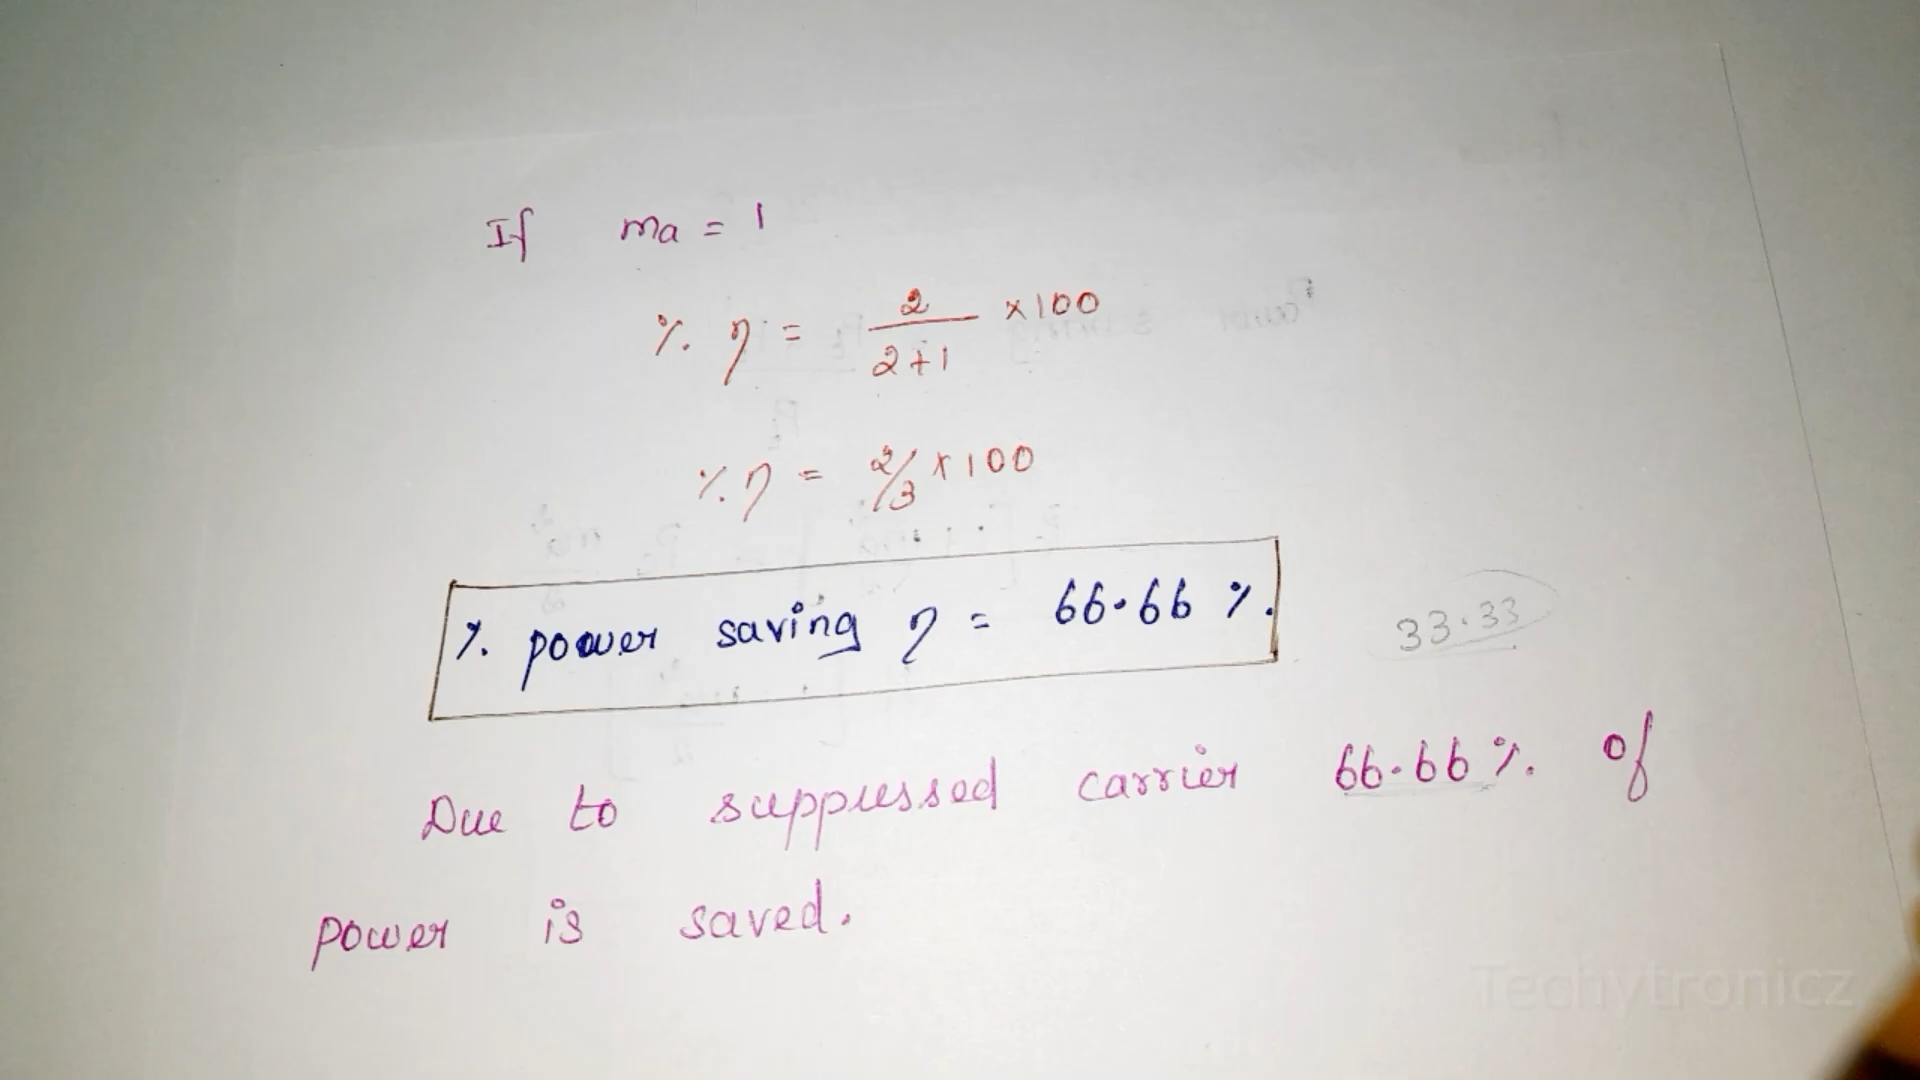 If ma = 1
% η = 2 / 2+1 ×100
% η = 2/3 ×100
% power saving η = 66.66 %
33.33
Due to suppressed carrier 66.66% of
power is saved.
Techytronicz